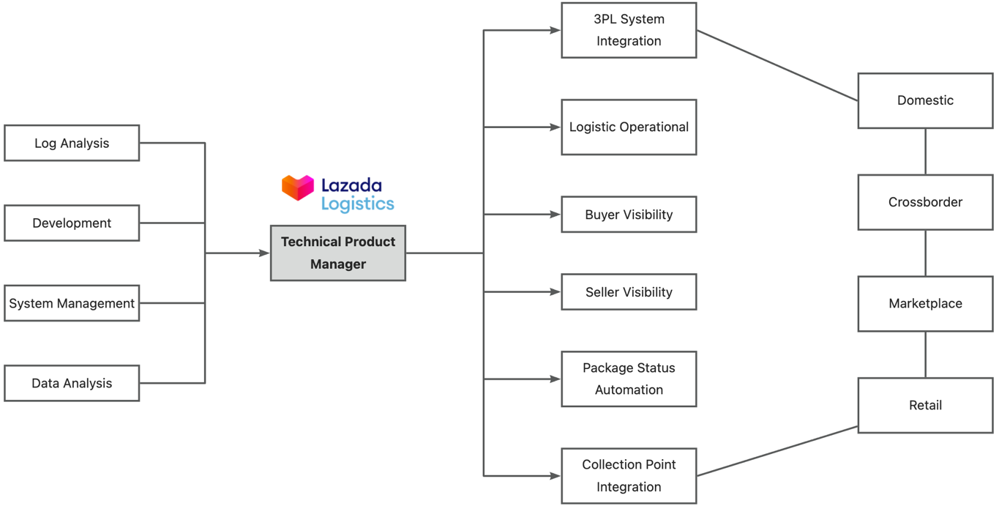 Log Analysis
Development
System Management
Data Analysis
Lazada
Logistics
Technical Product
Manager
3PL System
Integration
Logistic Operational
Buyer Visibility
Seller Visibility
Package Status
Automation
Collection Point
Integration
Domestic
Crossborder
Marketplace
Retail